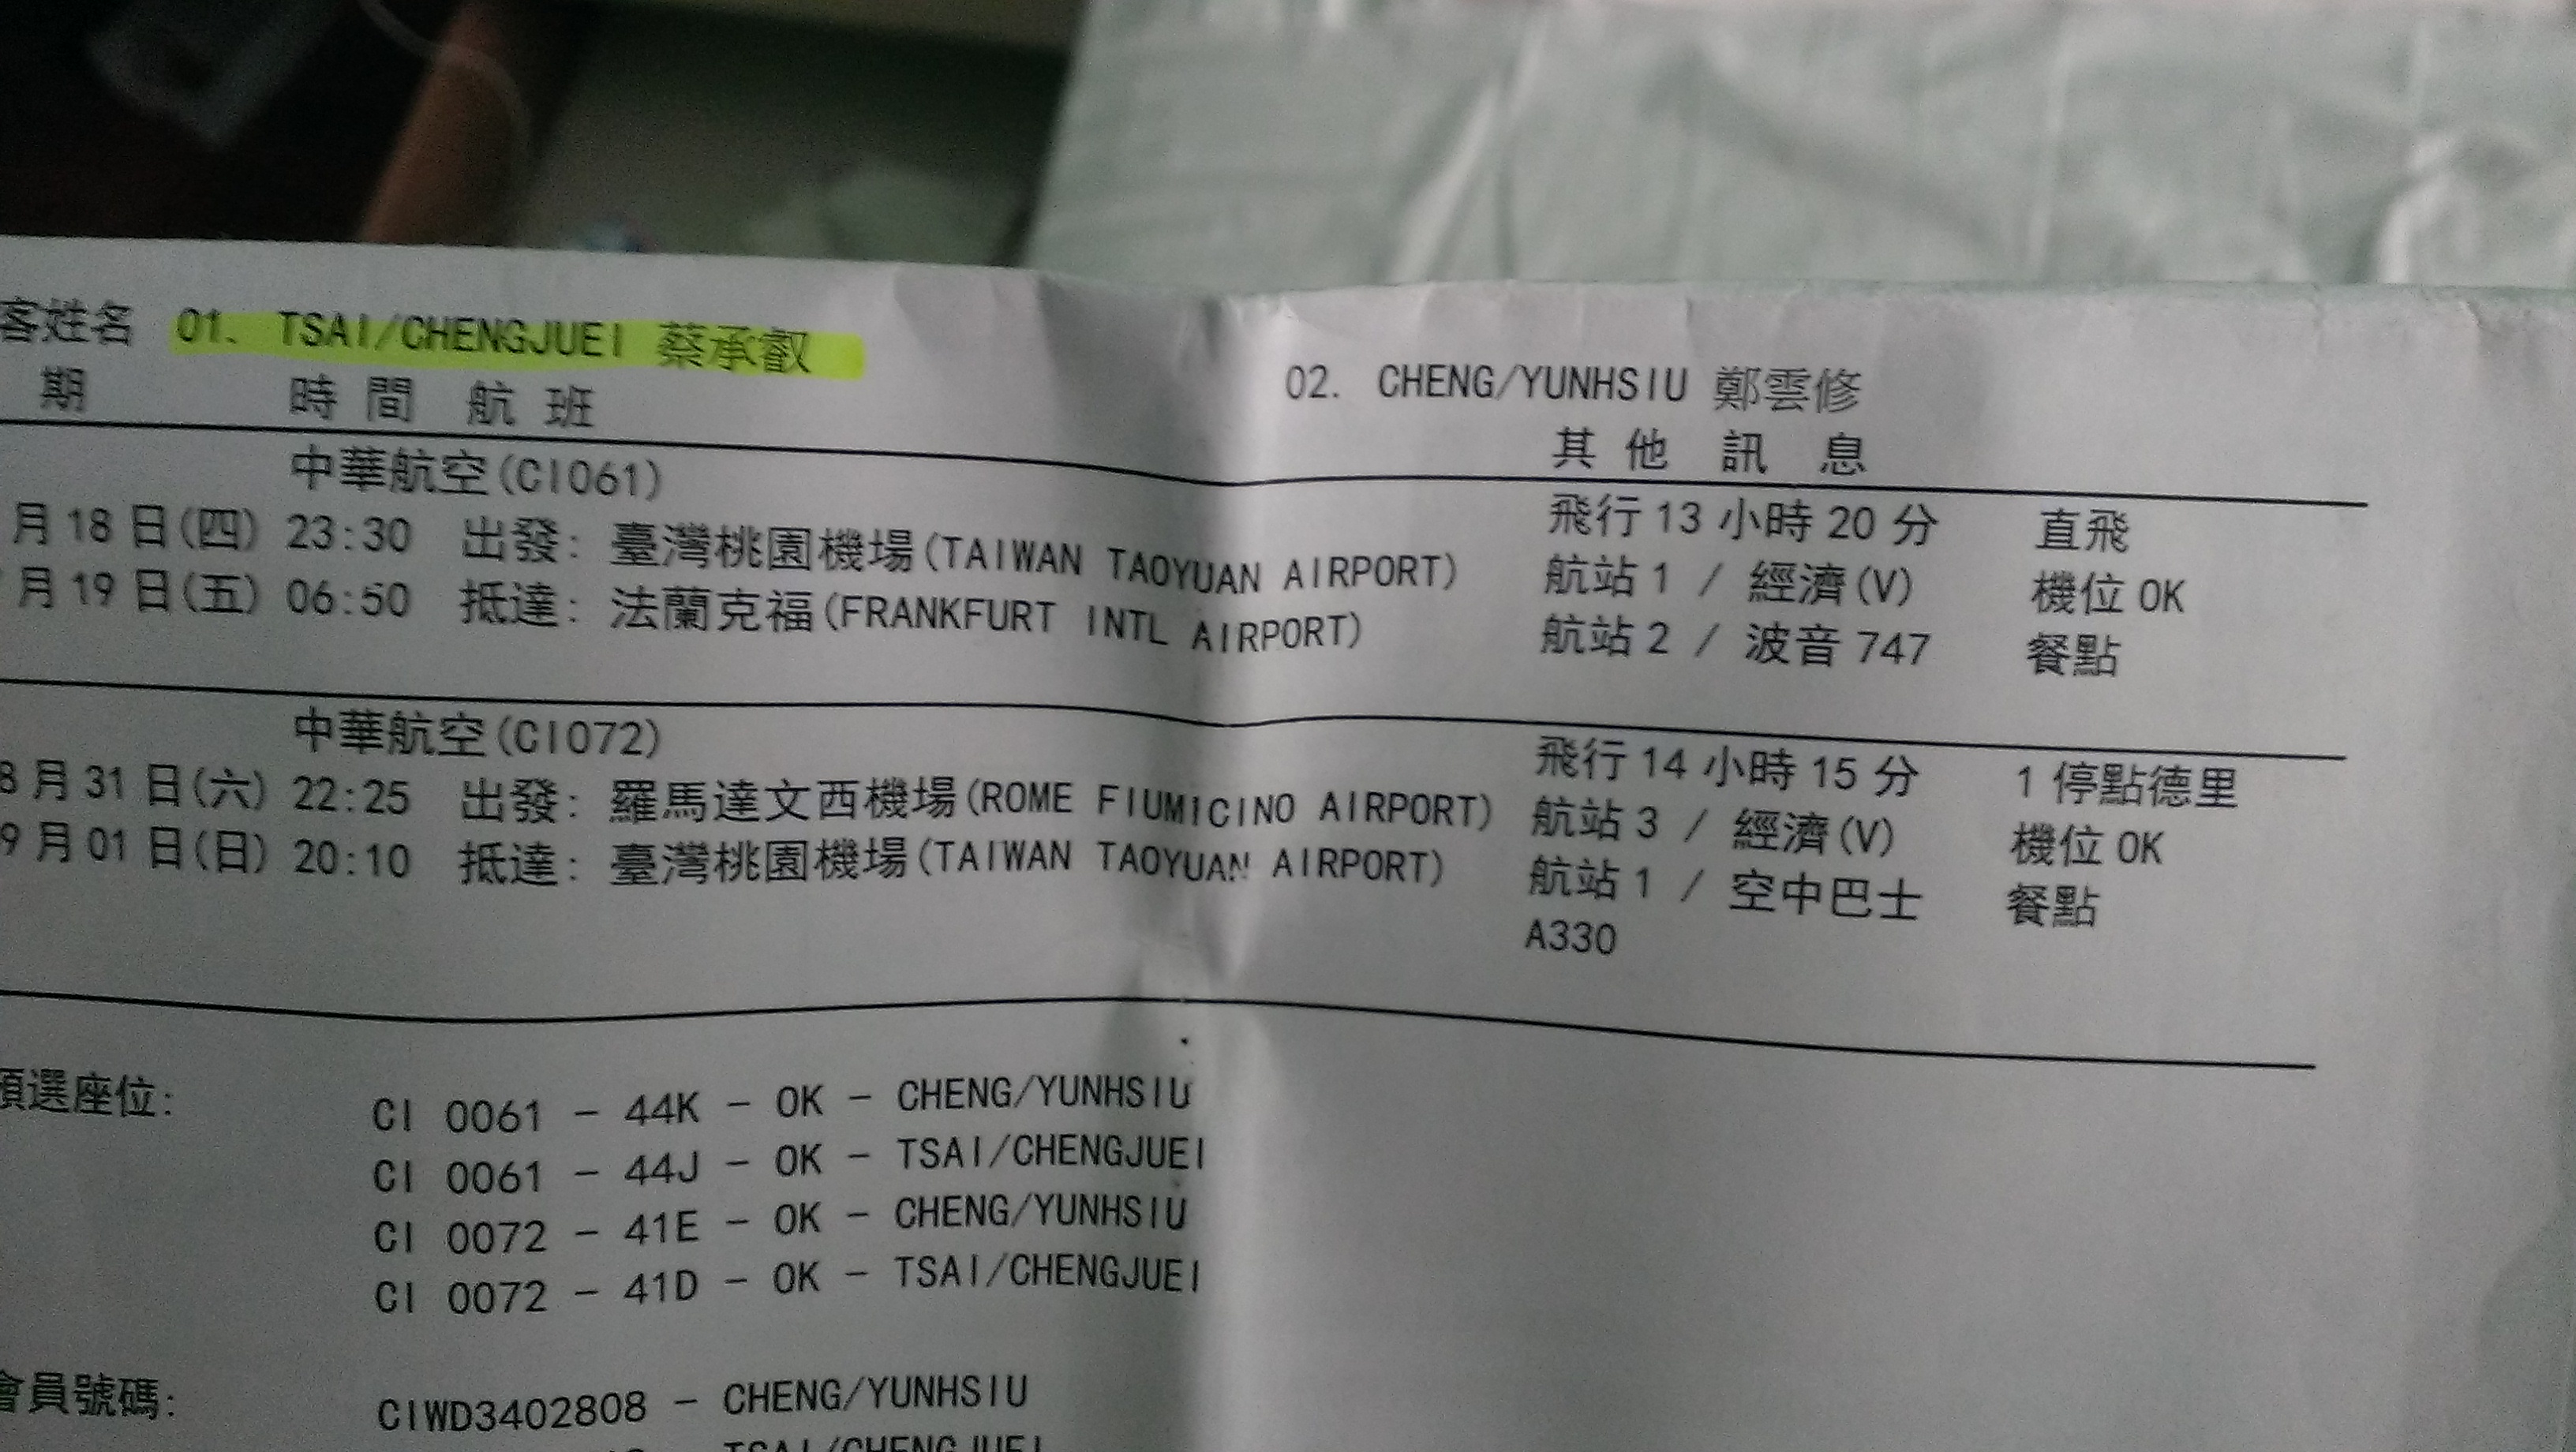 客姓名 01. TSAI/CHENGJUEI 蔡承叡 02. CHENG/YUNHSIU 鄭雲修
期 時間 航班 其他 訊息
中華航空(CI061) 飛行13小時20分 直飛
月18日(四) 23:30 出發: 臺灣桃園機場(TAIWAN TAOYUAN AIRPORT) 航站1 / 經濟(V) 機位OK
月19日(五) 06:50 抵達: 法蘭克福(FRANKFURT INTL AIRPORT) 航站2 / 波音747 餐點
中華航空(CI072) 飛行14小時15分 1停點德里
8月31日(六) 22:25 出發: 羅馬達文西機場(ROME FIUMICINO AIRPORT) 航站3 / 經濟(V) 機位OK
9月01日(日) 20:10 抵達: 臺灣桃園機場(TAIWAN TAOYUAN AIRPORT) 航站1 / 空中巴士 餐點
A330
預選座位: CI 0061 - 44K - OK - CHENG/YUNHSIU
CI 0061 - 44J - OK - TSAI/CHENGJUEI
CI 0072 - 41E - OK - CHENG/YUNHSIU
CI 0072 - 41D - OK - TSAI/CHENGJUEI
會員號碼: CIWD3402808 - CHENG/YUNHSIU
- TSAI/CHENGJUEI